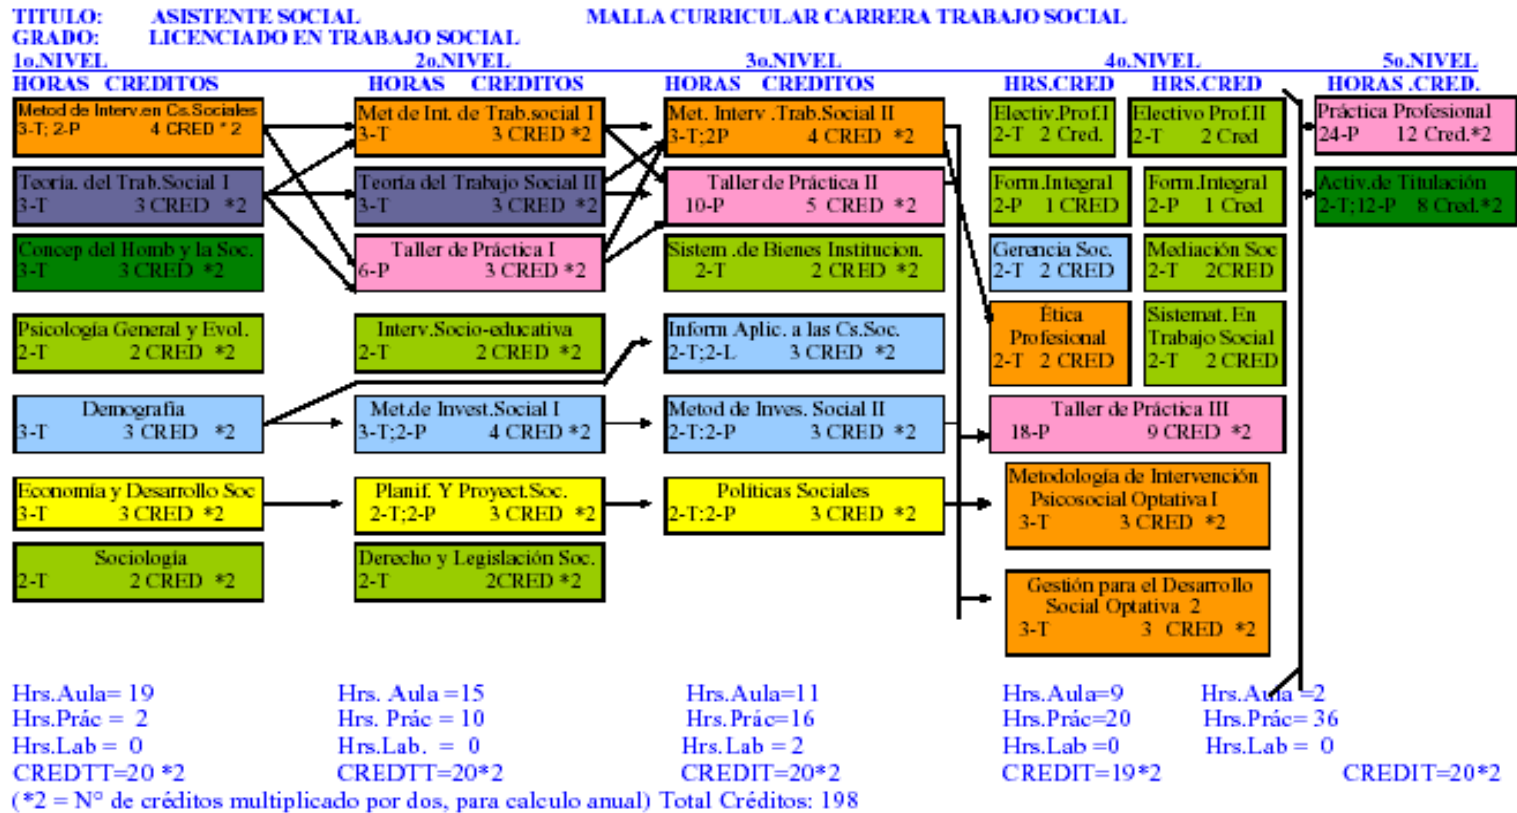 TITULO: ASISTENTE SOCIAL MALLA CURRICULAR CARRERA TRABAJO SOCIAL
GRADO: LICENCIADO EN TRABAJO SOCIAL
1o.NIVEL 2o.NIVEL 3o.NIVEL 4o.NIVEL 5o.NIVEL
HORAS CREDITOS HORAS CREDITOS HORAS CREDITOS HRS.CRED HRS.CRED HORAS .CRED.
Metod de Interv.en Cs.Sociales
3-T; 2-P 4 CRED * 2
Teoría. del Trab.Social I
3-T 3 CRED *2
Concep del Homb y la Soc.
3-T 3 CRED *2
Psicología General y Evol.
2-T 2 CRED *2
Demografia
3-T 3 CRED *2
Economía y Desarrollo Soc
3-T 3 CRED *2
Sociología
2-T 2 CRED *2
Met de Int. de Trab.social I
3-T 3 CRED *2
Teoría del Trabajo Social II
3-T 3 CRED *2
Taller de Práctica I
6-P 3 CRED *2
Interv.Socio-educativa
2-T 2 CRED *2
Met.de Invest.Social I
3-T;2-P 4 CRED *2
Planif. Y Proyect.Soc.
2-T;2-P 3 CRED *2
Derecho y Legislación Soc.
2-T 2CRED *2
Met. Interv .Trab.Social II
3-T;2P 4 CRED *2
Taller de Práctica II
10-P 5 CRED *2
Sistem .de Bienes Institucion.
2-T 2 CRED *2
Inform Aplic. a las Cs.Soc.
2-T;2-L 3 CRED *2
Metod de Inves. Social II
2-T:2-P 3 CRED *2
Políticas Sociales
2-T:2-P 3 CRED *2
Electiv.Prof.I
2-T 2 Cred.
Electivo Prof.II
2-T 2 Cred
Form.Integral
2-P 1 CRED
Form.Integral
2-P 1 Cred
Gerencia Soc.
2-T 2 CRED
Mediación Soc
2-T 2CRED
Ética
Profesional
2-T 2 CRED
Sistemat. En
Trabajo Social
2-T 2 CRED
Taller de Práctica III
18-P 9 CRED *2
Metodología de Intervención
Psicosocial Optativa I
3-T 3 CRED *2
Gestión para el Desarrollo
Social Optativa 2
3-T 3 CRED *2
Práctica Profesional
24-P 12 Cred.*2
Activ.de Titulación
2-T;12-P 8 Cred.*2
Hrs.Aula= 19 Hrs. Aula =15 Hrs.Aula=11 Hrs.Aula=9 Hrs.Aula =2
Hrs.Prác = 2 Hrs. Prác = 10 Hrs.Prác=16 Hrs.Prác=20 Hrs.Prác= 36
Hrs.Lab = 0 Hrs.Lab. = 0 Hrs.Lab = 2 Hrs.Lab =0 Hrs.Lab = 0
CREDTT=20 *2 CREDTT=20*2 CREDIT=20*2 CREDIT=19*2 CREDIT=20*2
(*2 = N° de créditos multiplicado por dos, para calculo anual) Total Créditos: 198